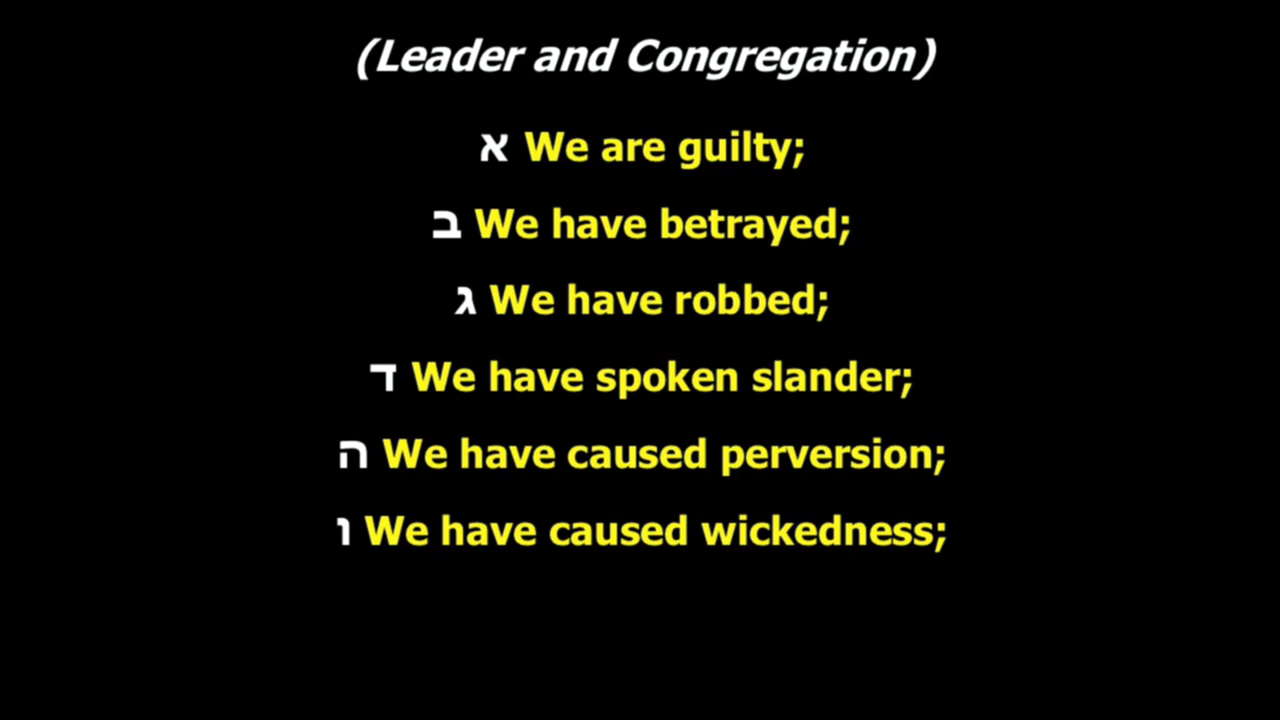 (Leader and Congregation)
א We are guilty;
ב We have betrayed;
ג We have robbed;
ד We have spoken slander;
ה We have caused perversion;
ו We have caused wickedness;